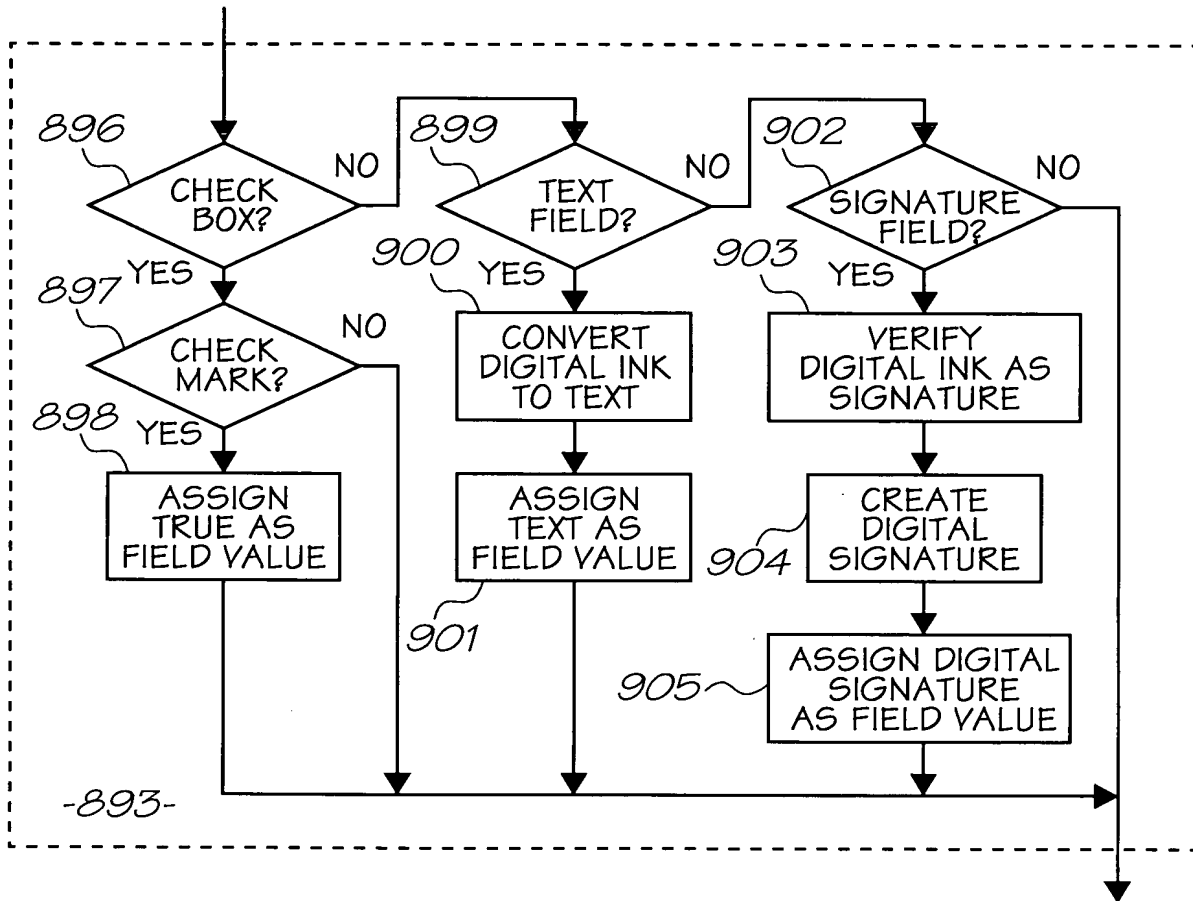 896
CHECK
BOX?
NO
YES
897
CHECK
MARK?
NO
YES
898
ASSIGN
TRUE AS
FIELD VALUE
899
TEXT
FIELD?
NO
YES
900
CONVERT
DIGITAL INK
TO TEXT
ASSIGN
TEXT AS
FIELD VALUE
901
902
SIGNATURE
FIELD?
NO
YES
903
VERIFY
DIGITAL INK AS
SIGNATURE
CREATE
DIGITAL
SIGNATURE
904
ASSIGN DIGITAL
SIGNATURE
AS FIELD VALUE
905
-893-